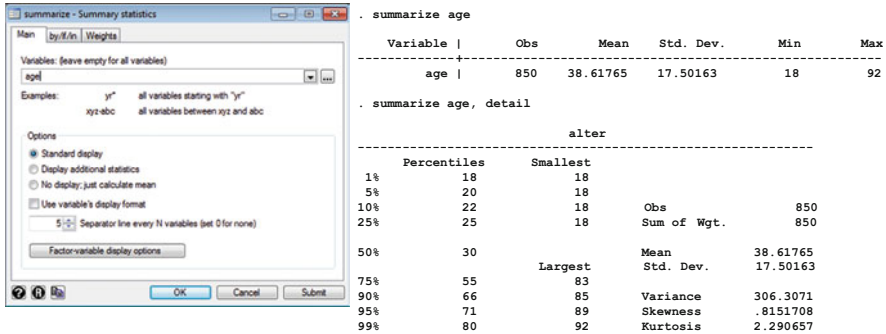 summarize - Summary statistics
Main by/if/in Weights
Variables: (leave empty for all variables)
age
Examples: yr* all variables starting with "yr"
xyz-abc all variables between xyz and abc
Options
Standard display
Display additional statistics
No display; just calculate mean
Use variable's display format
5 Separator line every N variables (set 0 for none)
Factor-variable display options
OK Cancel Submit
. summarize age
Variable | Obs Mean Std. Dev. Min Max
-------------+--------------------------------------------------------
age | 850 38.61765 17.50163 18 92
. summarize age, detail
alter
-------------------------------------------------------------
Percentiles Smallest
1% 18 18
5% 20 18
10% 22 18 Obs 850
25% 25 18 Sum of Wgt. 850
50% 30 Mean 38.61765
Largest Std. Dev. 17.50163
75% 55 83
90% 66 85 Variance 306.3071
95% 71 89 Skewness .8151708
99% 80 92 Kurtosis 2.290657